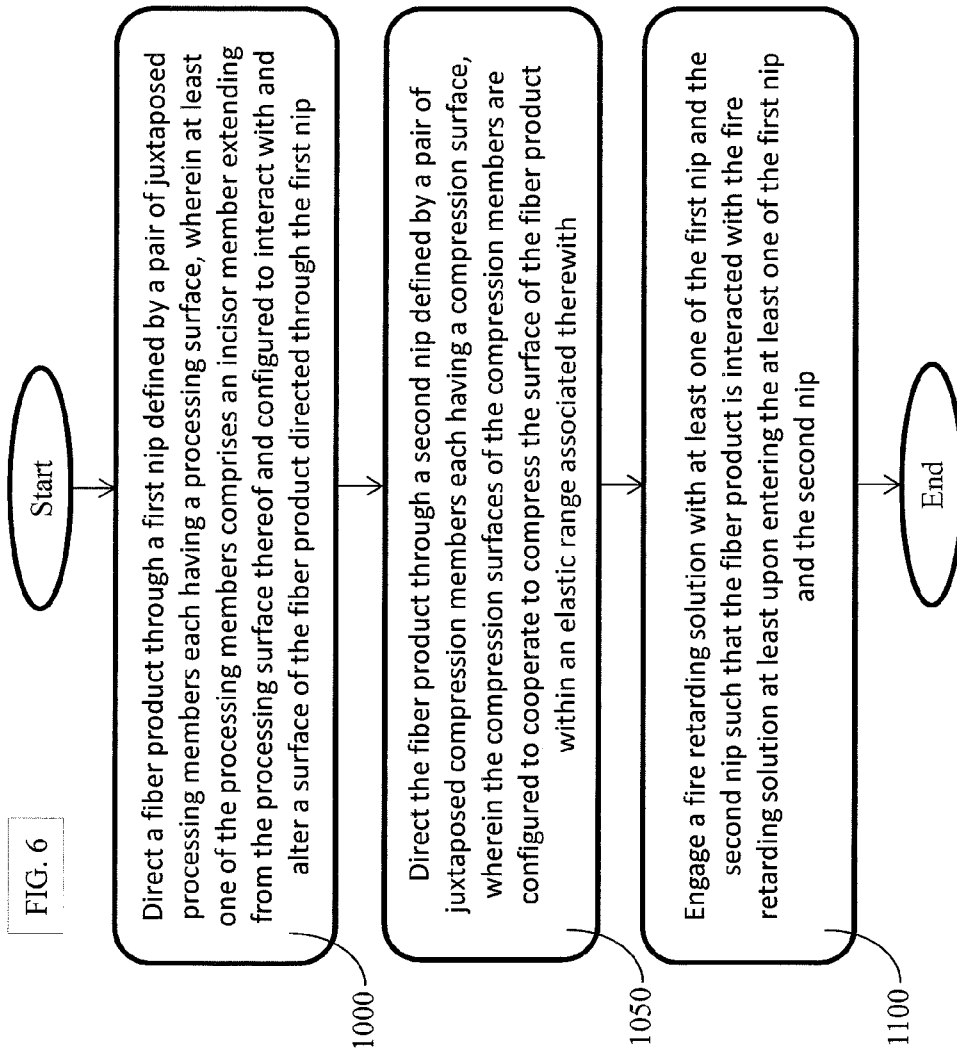 FIG. 6
Start
Direct a fiber product through a first nip defined by a pair of juxtaposed
processing members each having a processing surface, wherein at least
one of the processing members comprises an incisor member extending
from the processing surface thereof and configured to interact with and
alter a surface of the fiber product directed through the first nip
1000
Direct the fiber product through a second nip defined by a pair of
juxtaposed compression members each having a compression surface,
wherein the compression surfaces of the compression members are
configured to cooperate to compress the surface of the fiber product
within an elastic range associated therewith
1050
Engage a fire retarding solution with at least one of the first nip and the
second nip such that the fiber product is interacted with the fire
retarding solution at least upon entering the at least one of the first nip
and the second nip
1100
End